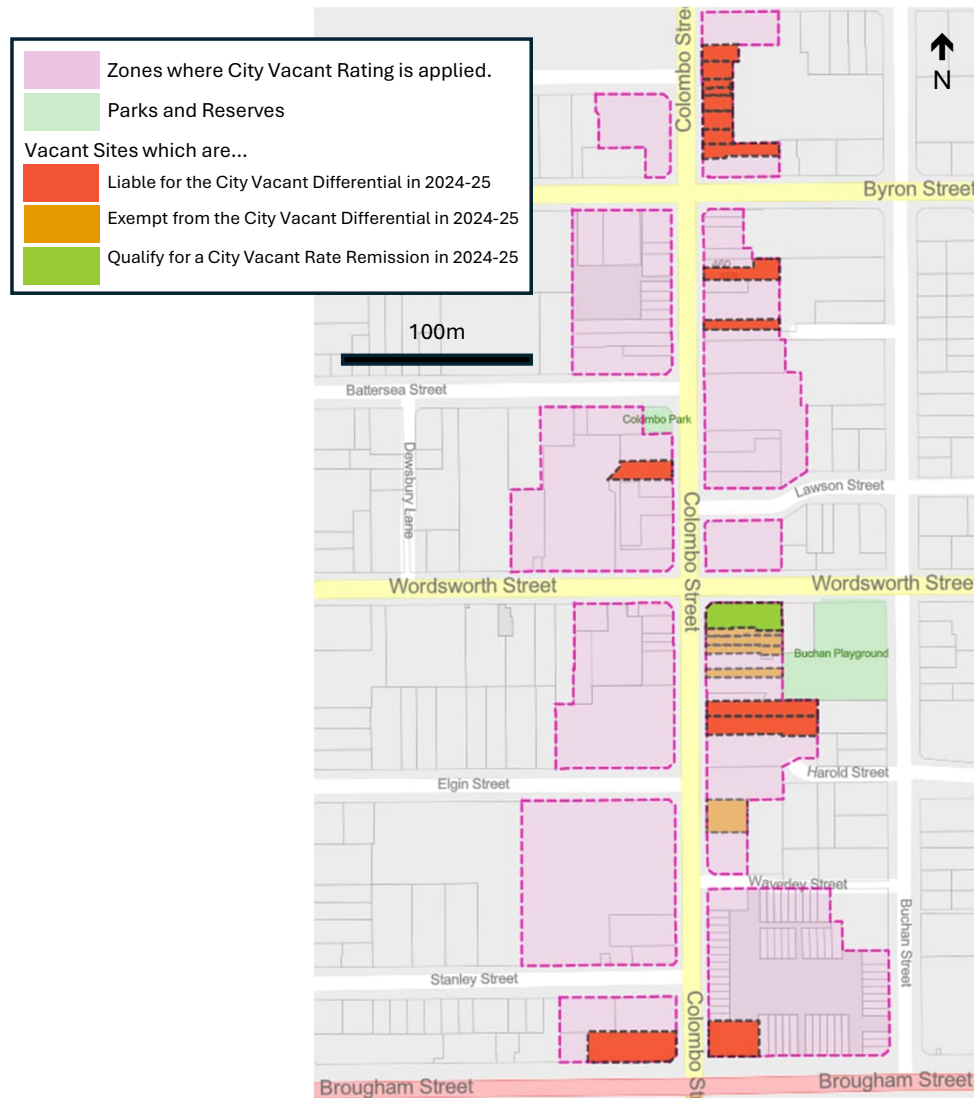 Colombo Stree
N
Zones where City Vacant Rating is applied.
Parks and Reserves
Vacant Sites which are...
Liable for the City Vacant Differential in 2024-25
Exempt from the City Vacant Differential in 2024-25
Qualify for a City Vacant Rate Remission in 2024-25
Byron Street
460
100m
Battersea Street
Colombo Park
Dewsbury Lane
Lawson Street
Colombo Street
Wordsworth Street
Wordsworth Stree
Buchan Playground
Harold Street
Elgin Street
Waverley Street
Buchan Street
Stanley Street
Colombo St
Brougham Street
Brougham Street